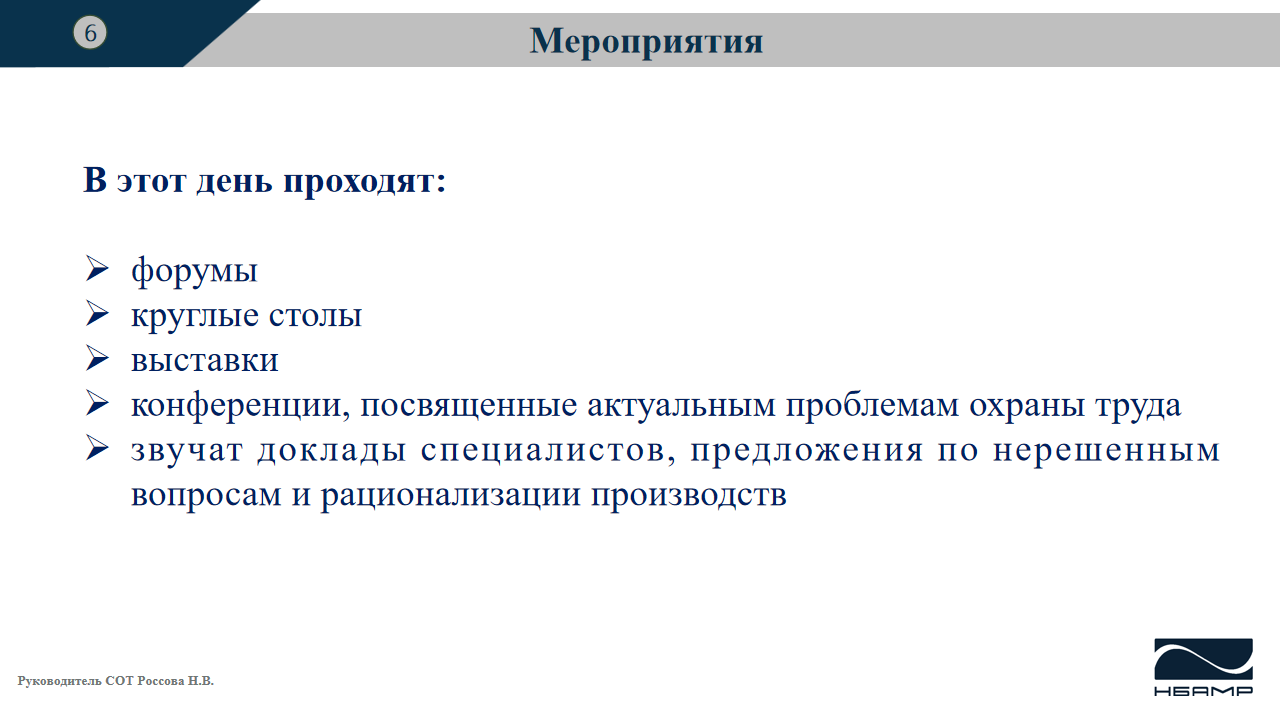 6
Мероприятия
В этот день проходят:
➢ форумы
➢ круглые столы
➢ выставки
➢ конференции, посвященные актуальным проблемам охраны труда
➢ звучат доклады специалистов, предложения по нерешенным
вопросам и рационализации производств
Руководитель СОТ Россова Н.В.
НБАМР